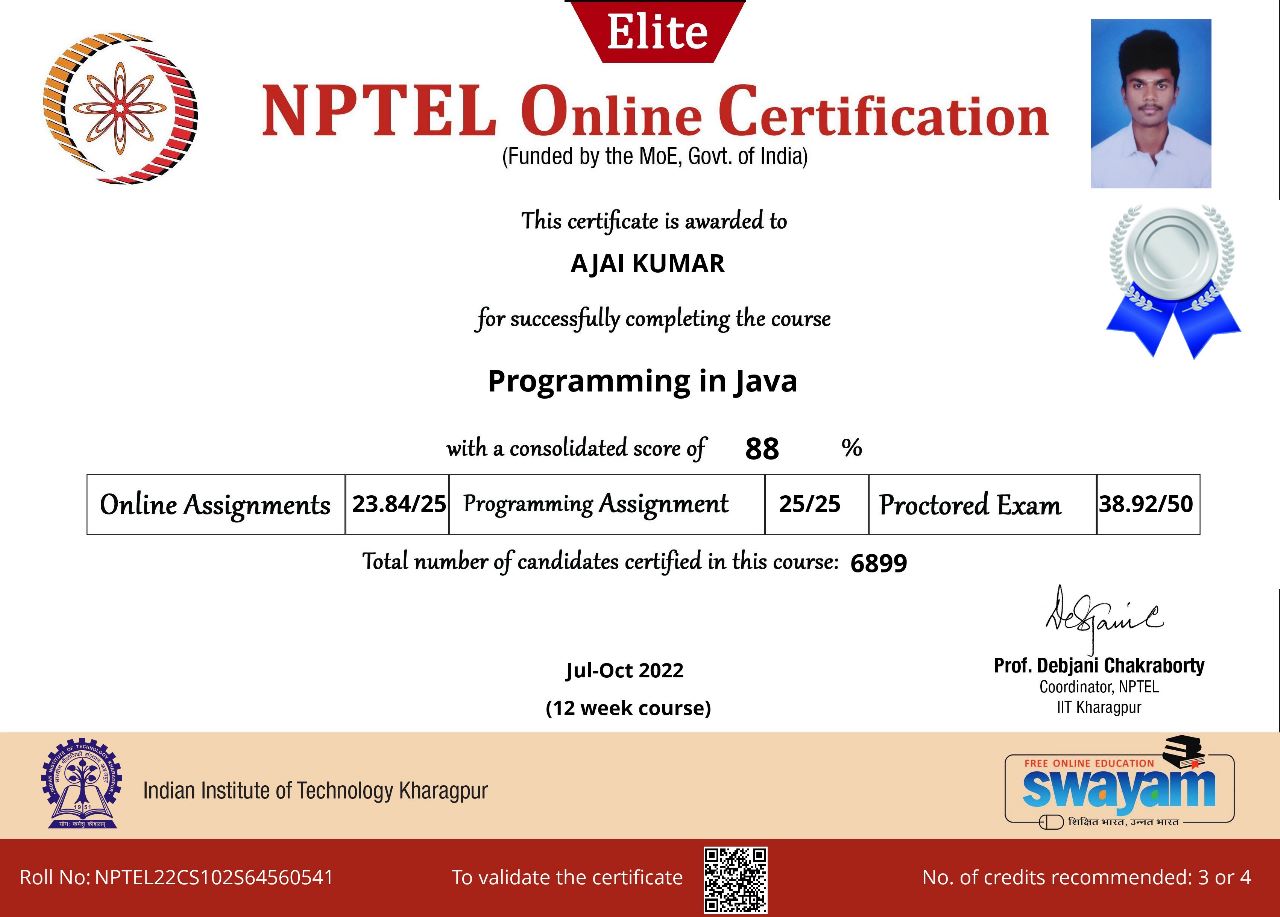 Elite
NPTEL Online Certification
(Funded by the MoE, Govt. of India)
This certificate is awarded to
AJAI KUMAR
for successfully completing the course
Programming in Java
with a consolidated score of 88 %
Online Assignments 23.84/25 Programming Assignment 25/25 Proctored Exam 38.92/50
Total number of candidates certified in this course: 6899
Jul-Oct 2022
(12 week course)
Prof. Debjani Chakraborty
Coordinator, NPTEL
IIT Kharagpur
Indian Institute of Technology Kharagpur
1951
FREE ONLINE EDUCATION
swayam
शिक्षित भारत, उन्नत भारत
Roll No: NPTEL22CS102S64560541
To validate the certificate
No. of credits recommended: 3 or 4